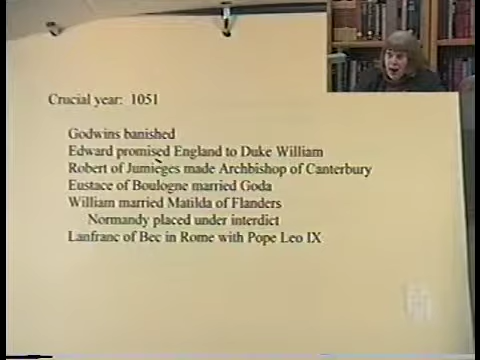 Crucial year: 1051
Godwins banished
Edward promised England to Duke William
Robert of Jumièges made Archbishop of Canterbury
Eustace of Boulogne married Goda
William married Matilda of Flanders
Normandy placed under interdict
Lanfranc of Bec in Rome with Pope Leo IX